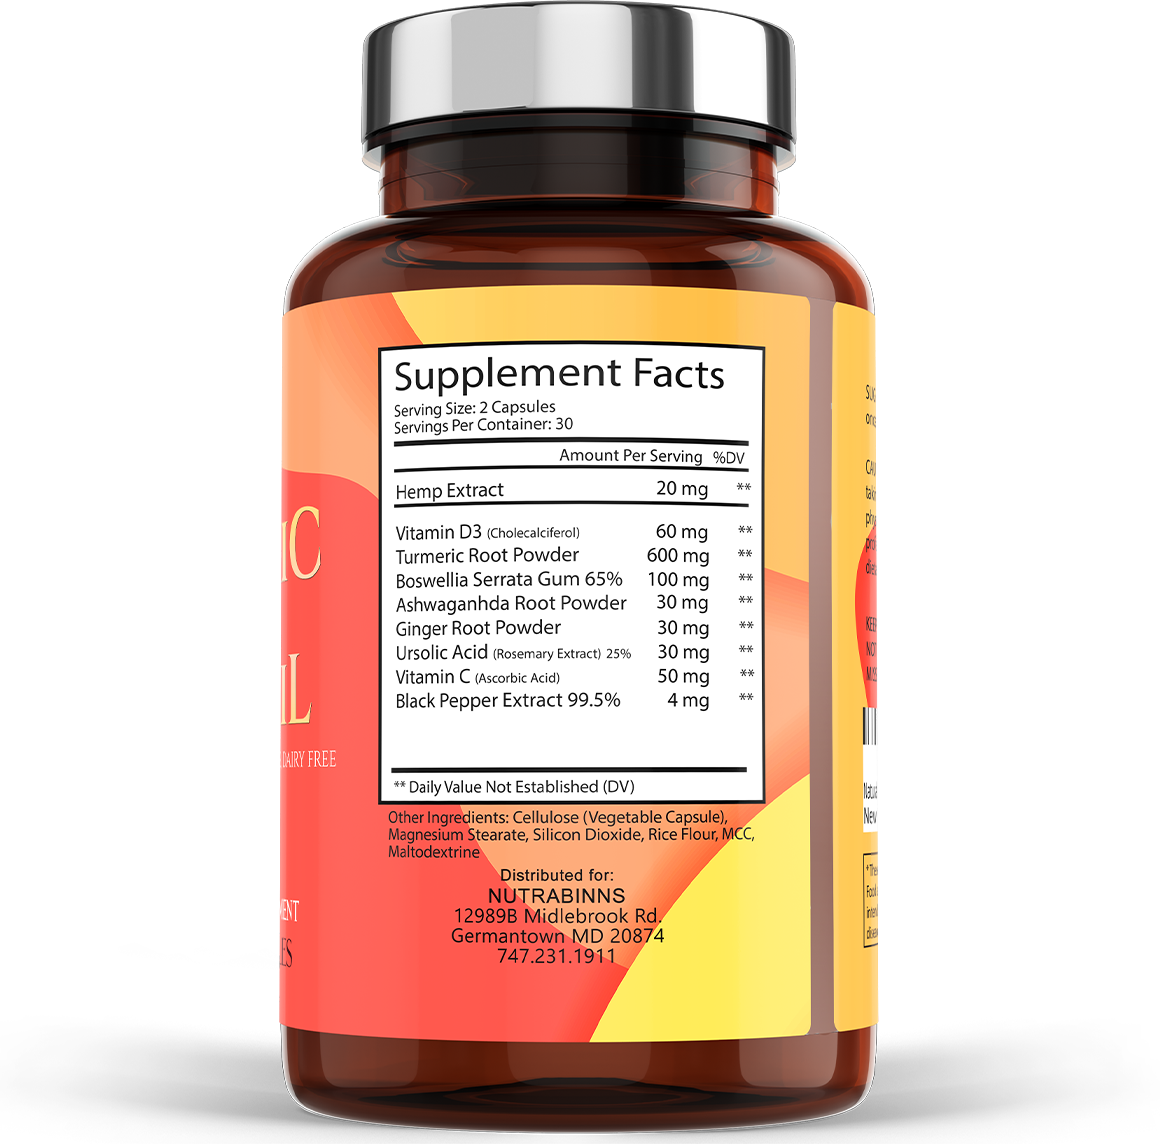 Supplement Facts
Serving Size: 2 Capsules
Servings Per Container: 30
Amount Per Serving %DV
Hemp Extract 20 mg **
Vitamin D3 (Cholecalciferol) 60 mg **
Turmeric Root Powder 600 mg **
Boswellia Serrata Gum 65% 100 mg **
Ashwaganhda Root Powder 30 mg **
Ginger Root Powder 30 mg **
Ursolic Acid (Rosemary Extract) 25% 30 mg **
Vitamin C (Ascorbic Acid) 50 mg **
Black Pepper Extract 99.5% 4 mg **
** Daily Value Not Established (DV)
Other Ingredients: Cellulose (Vegetable Capsule),
Magnesium Stearate, Silicon Dioxide, Rice Flour, MCC,
Maltodextrine
Distributed for:
NUTRABINNS
12989B Midlebrook Rd.
Germantown MD 20874
747.231.1911
DAIRY FREE